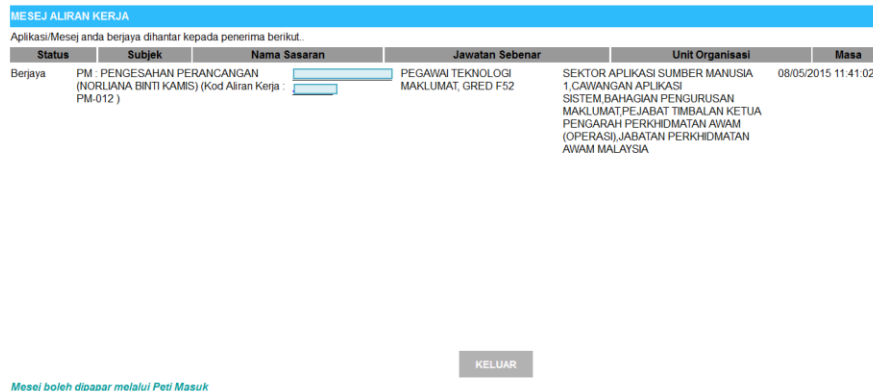 MESEJ ALIRAN KERJA
Aplikasi/Mesej anda berjaya dihantar kepada penerima berikut..
Status Subjek Nama Sasaran Jawatan Sebenar Unit Organisasi Masa
Berjaya PM : PENGESAHAN PERANCANGAN PEGAWAI TEKNOLOGI SEKTOR APLIKASI SUMBER MANUSIA 08/05/2015 11:41:02
(NORLIANA BINTI KAMIS) (Kod Aliran Kerja : MAKLUMAT, GRED F52 1,CAWANGAN APLIKASI
PM-012 ) SISTEM,BAHAGIAN PENGURUSAN
MAKLUMAT,PEJABAT TIMBALAN KETUA
PENGARAH PERKHIDMATAN AWAM
(OPERASI),JABATAN PERKHIDMATAN
AWAM MALAYSIA
KELUAR
Mesej boleh dipapar melalui Peti Masuk